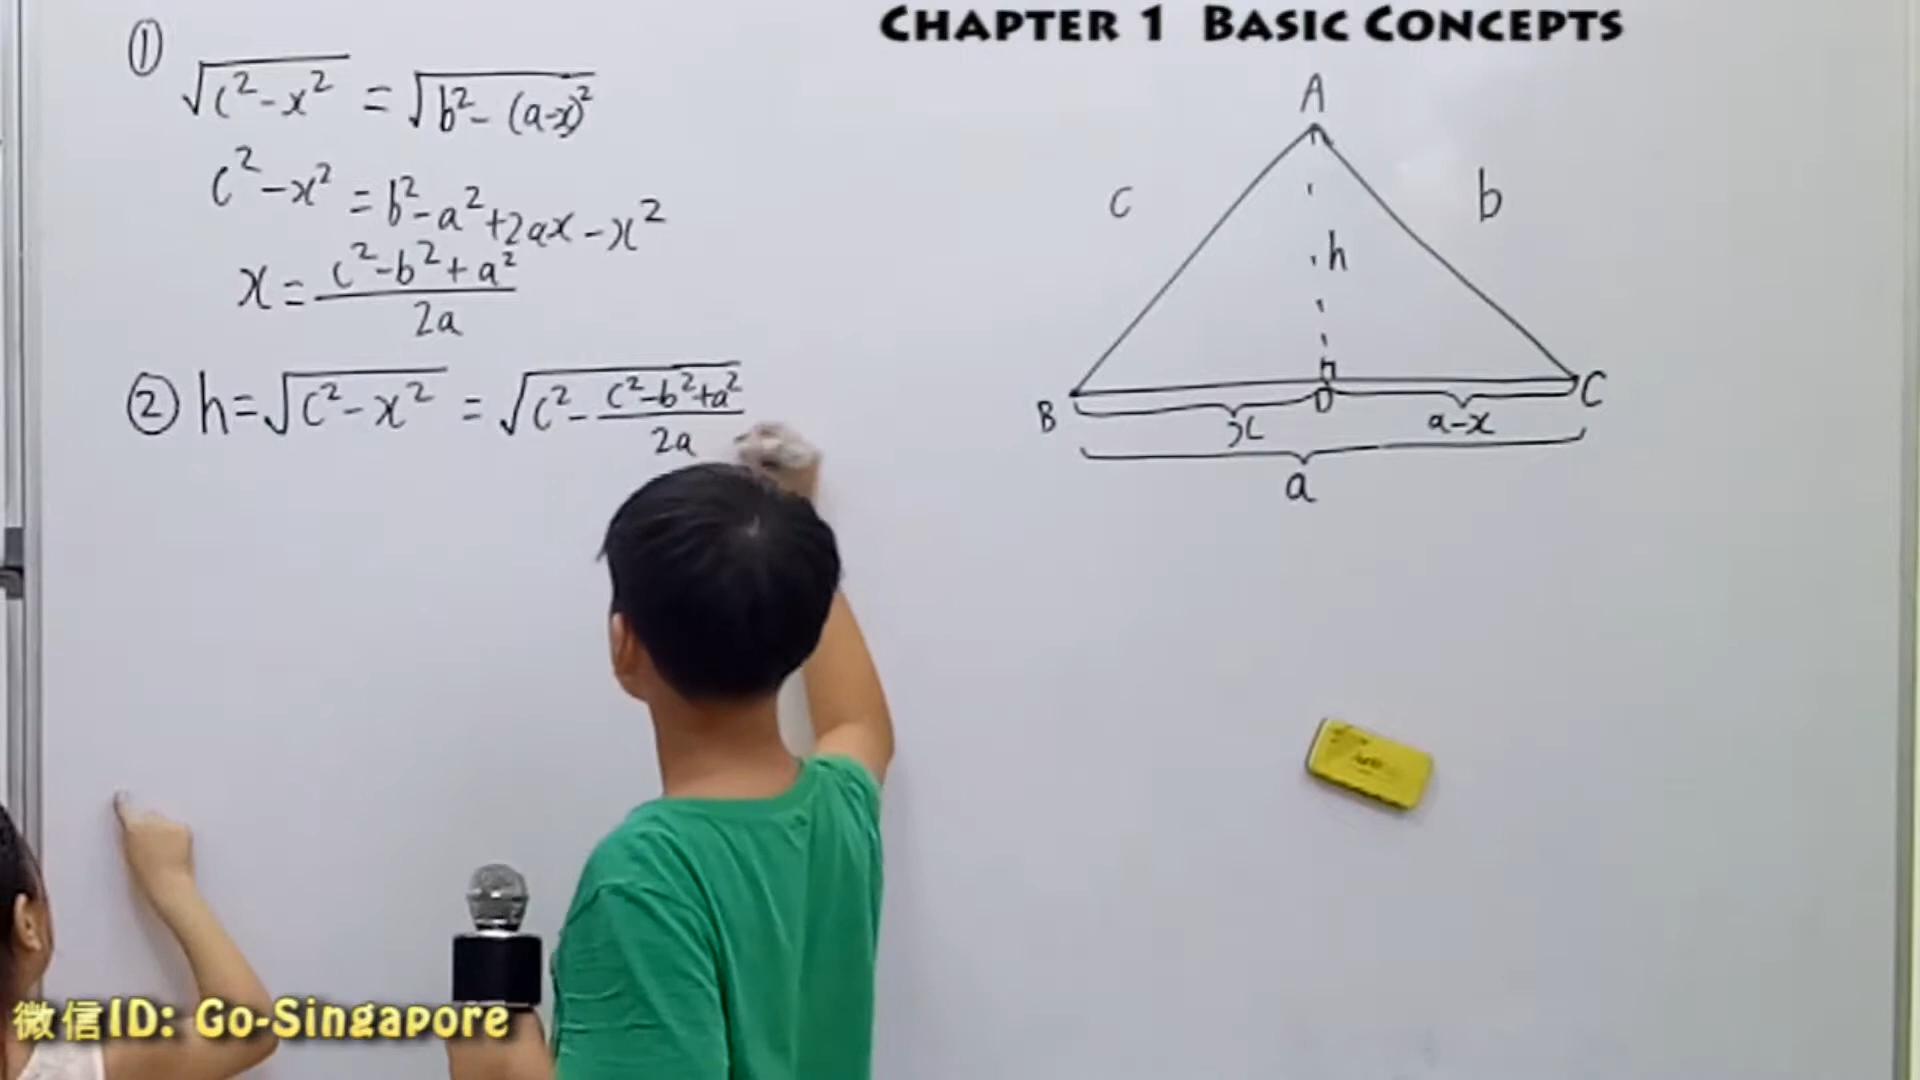 CHAPTER 1 BASIC CONCEPTS
①
√(c²-x²) = √(b²-(a-x)²)
c²-x² = b²-a²+2ax-x²
x = (c²-b²+a²)/2a
② h=√(c²-x²) = √(c²-(c²-b²+a²)/2a
A
c
b
h
B
D
C
x
a-x
a
微信ID: Go-Singapore